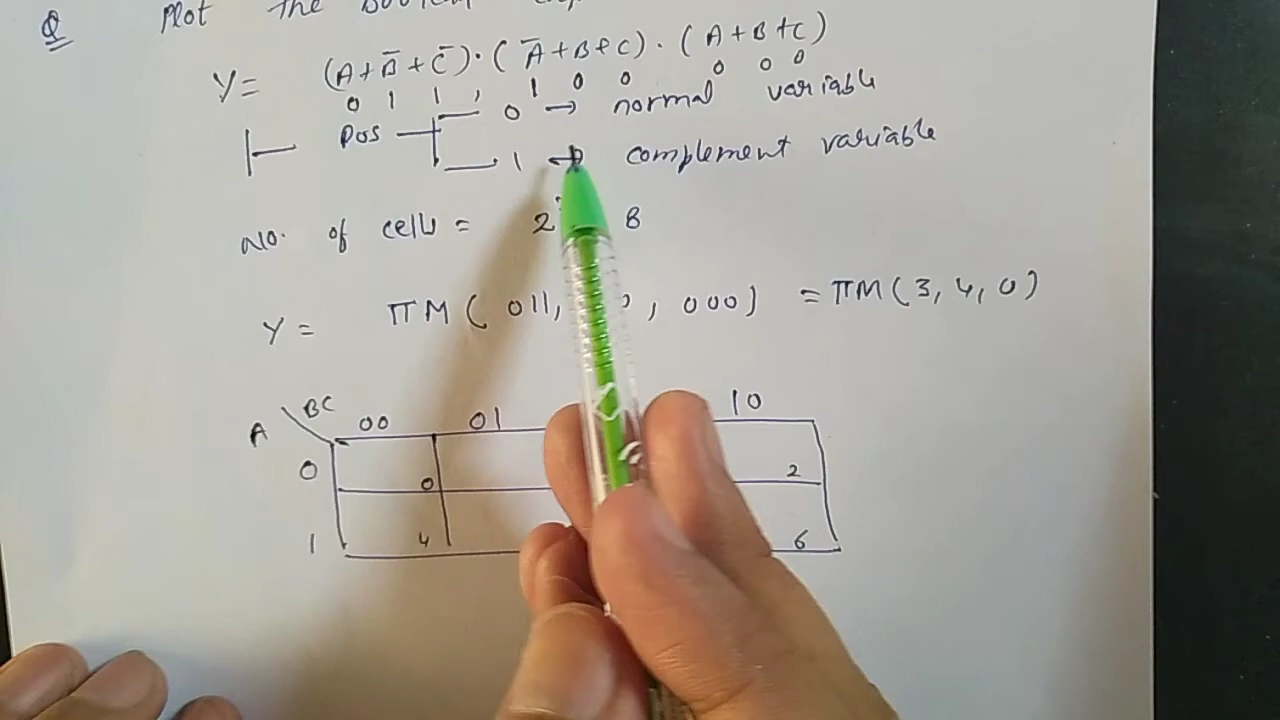 Q Plot the
Y = (A+B̅+C̅)·(A̅+B+C)·(A+B+C)
0 1 1 , 1 0 0 0 0 0
POS 0 → normal variable
1 → complement variable
No. of cells = 2 8
Y = πM( 011, 0, 000) = πM(3, 4, 0)
A BC 00 01 10
0 0 2
1 4 6